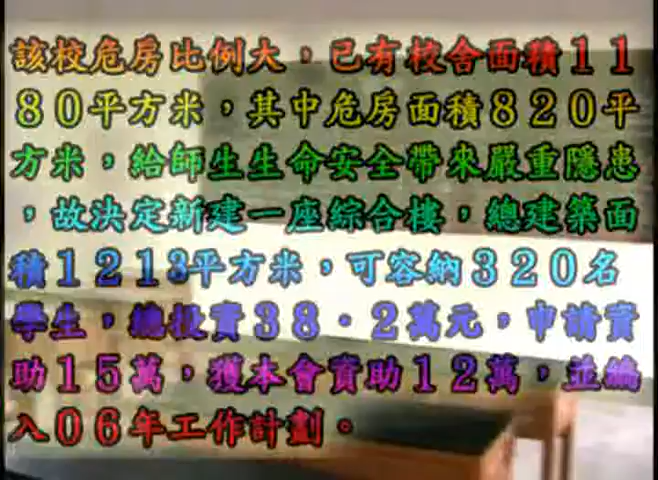 該校危房比例大，已有校舍面積１１
８０平方米，其中危房面積８２０平
方米，給師生生命安全帶來嚴重隱患
，故決定新建一座綜合樓，總建築面
積１２１３平方米，可容納３２０名
學生，總投資３８．２萬元，申請資
助１５萬，獲本會資助１２萬，並編
入０６年工作計劃。